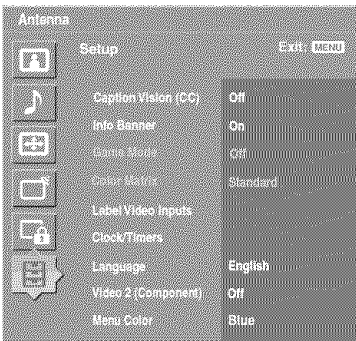 Antenna
Setup Exit: MENU
Caption Vision (CC) Off
Info Banner On
Game Mode Off
Color Matrix Standard
Label Video Inputs
Clock/Timers
Language English
Video 2 (Component) Off
Menu Color Blue